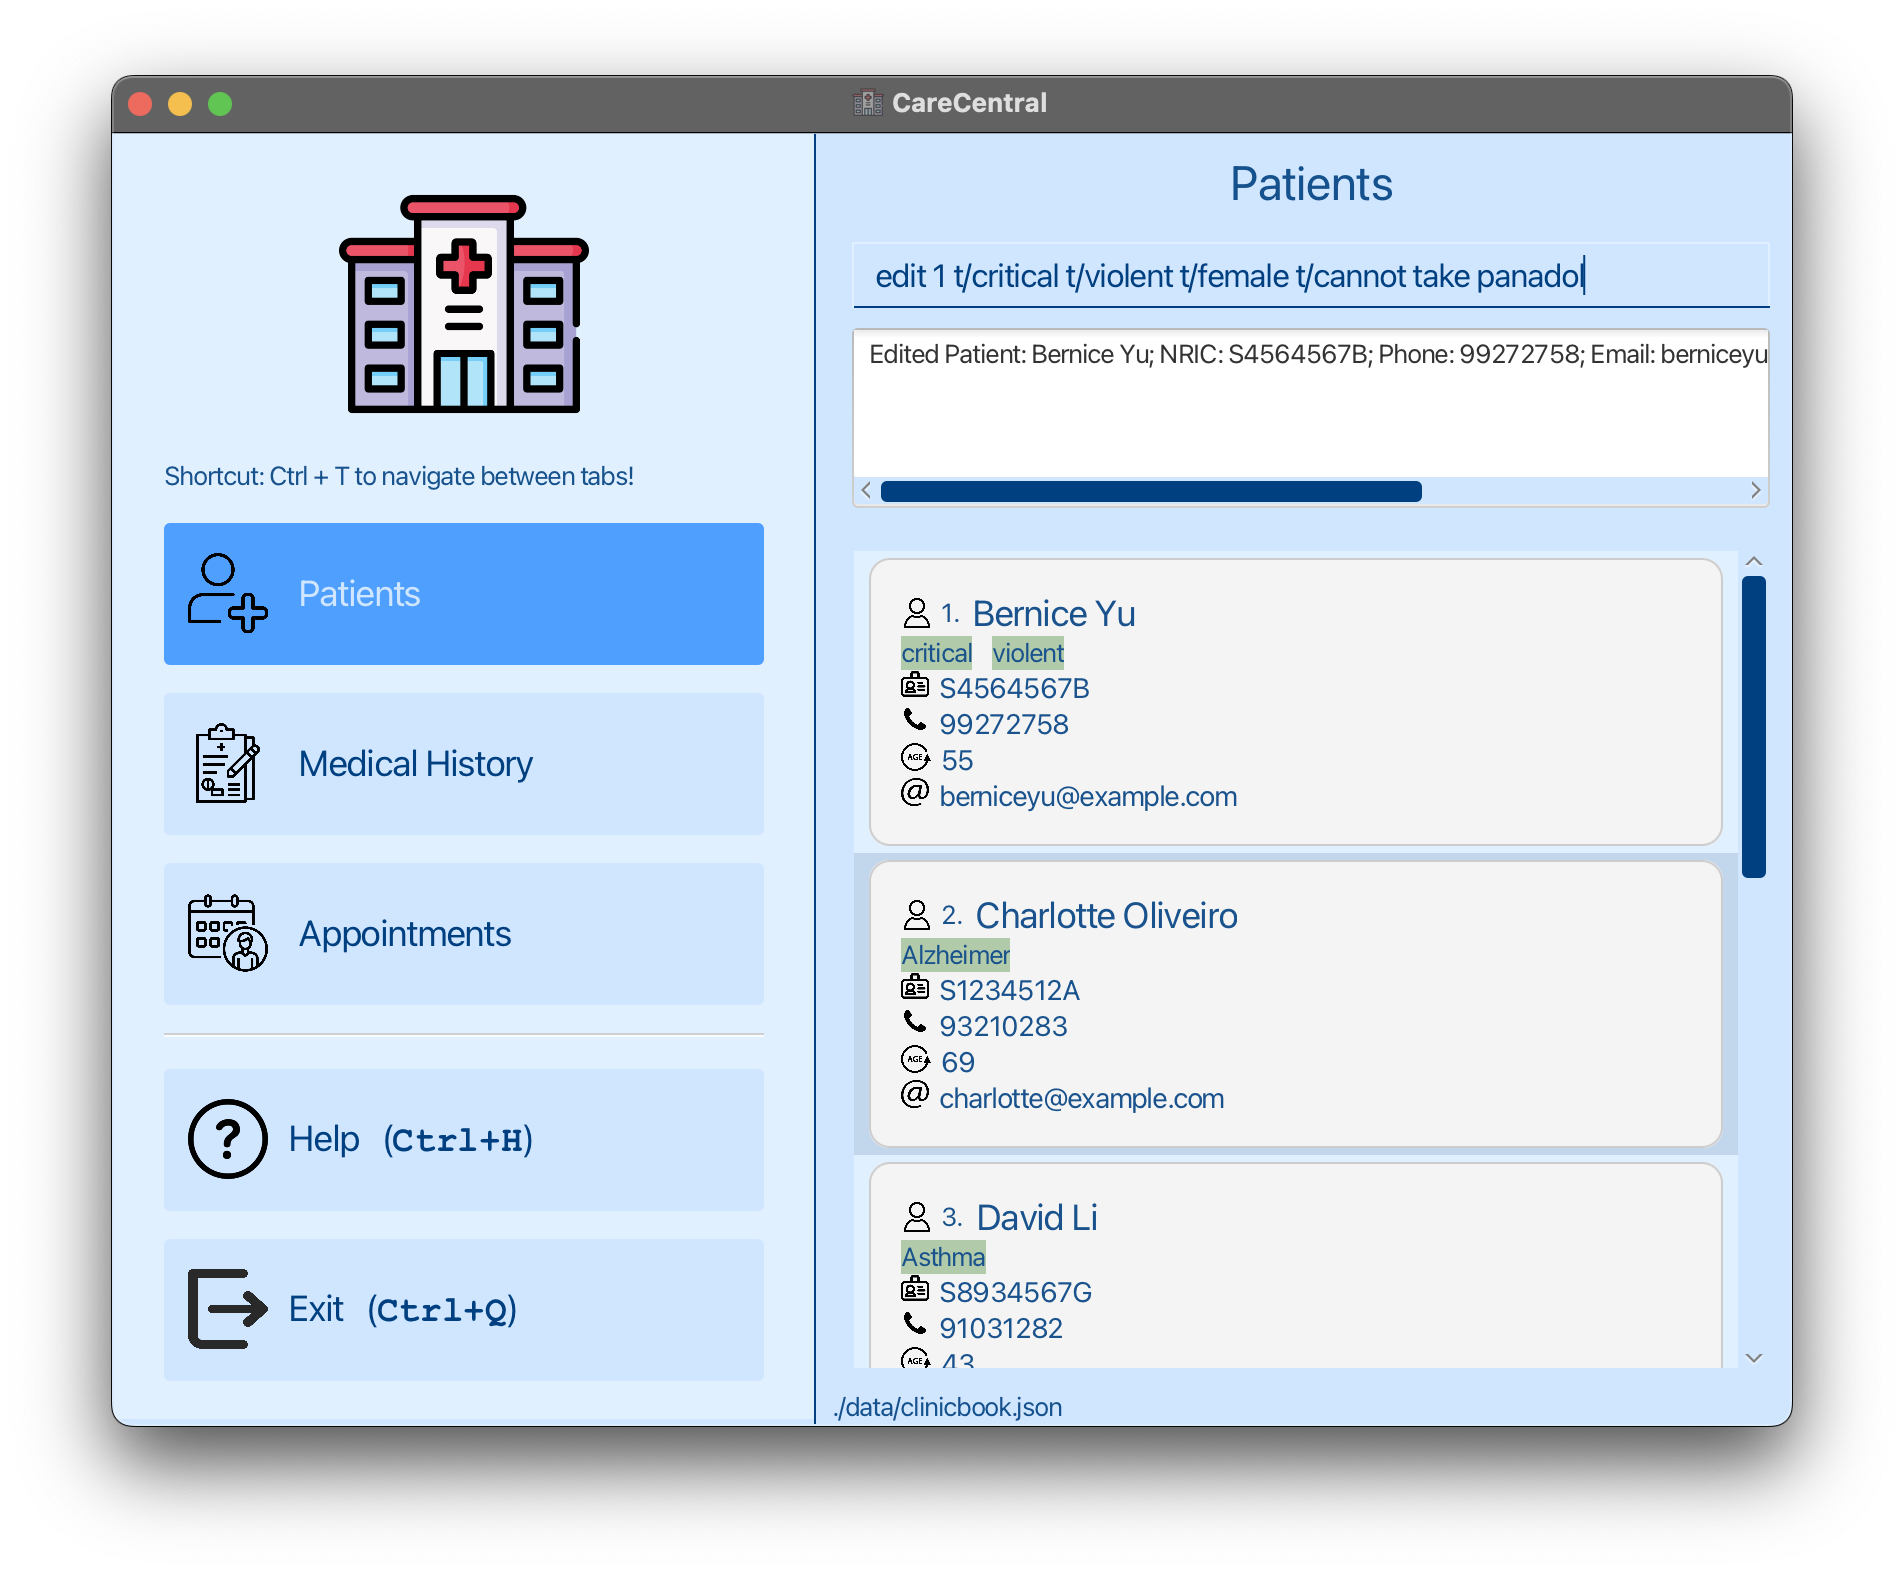 CareCentral
Shortcut: Ctrl + T to navigate between tabs!
Patients
Medical History
Appointments
Help (Ctrl+H)
Exit (Ctrl+Q)
Patients
edit 1 t/critical t/violent t/female t/cannot take panadol
Edited Patient: Bernice Yu; NRIC: S4564567B; Phone: 99272758; Email: berniceyu
1. Bernice Yu
critical violent
S4564567B
99272758
AGE 55
berniceyu@example.com
2. Charlotte Oliveiro
Alzheimer
S1234512A
93210283
AGE 69
charlotte@example.com
3. David Li
Asthma
S8934567G
91031282
AGE 43
./data/clinicbook.json